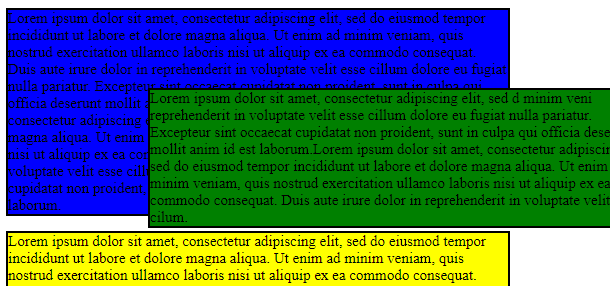 Lorem ipsum dolor sit amet, consectetur adipiscing elit, sed do eiusmod tempor
incididunt ut labore et dolore magna aliqua. Ut enim ad minim veniam, quis
nostrud exercitation ullamco laboris nisi ut aliquip ex ea commodo consequat.
Duis aute irure dolor in reprehenderit in voluptate velit esse cillum dolore eu fugiat
nulla pariatur. Excepteur sint occaecat cupidatat non proident, sunt in culpa qui
officia deserunt mollit
consectetur adipiscing
magna aliqua. Ut enim
nisi ut aliquip ex ea
voluptate velit esse
cupidatat non proident,
laborum.
Lorem ipsum dolor sit amet, consectetur adipiscing elit, sed d minim veni
reprehenderit in voluptate velit esse cillum dolore eu fugiat nulla pariatur.
Excepteur sint occaecat cupidatat non proident, sunt in culpa qui officia dese
mollit anim id est laborum.Lorem ipsum dolor sit amet, consectetur adipiscin
sed do eiusmod tempor incididunt ut labore et dolore magna aliqua. Ut enim
minim veniam, quis nostrud exercitation ullamco laboris nisi ut aliquip ex ea
commodo consequat. Duis aute irure dolor in reprehenderit in voluptate velit
cilum.
Lorem ipsum dolor sit amet, consectetur adipiscing elit, sed do eiusmod tempor
incididunt ut labore et dolore magna aliqua. Ut enim ad minim veniam, quis
nostrud exercitation ullamco laboris nisi ut aliquip ex ea commodo consequat.